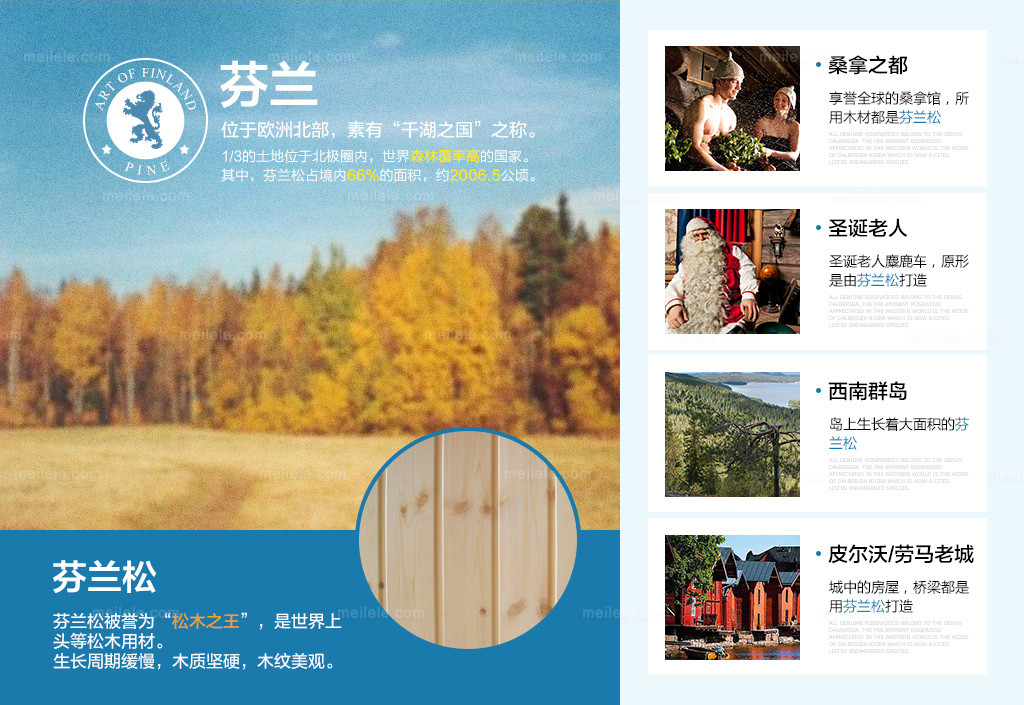 ART OF FINLAND
PINE
芬兰
位于欧洲北部，素有“千湖之国”之称。
1/3的土地位于北极圈内，世界森林覆率高的国家。
其中，芬兰松占境内66%的面积，约2006.5公顷。
芬兰松
芬兰松被誉为“松木之王”，是世界上
头等松木用材。
生长周期缓慢，木质坚硬，木纹美观。
桑拿之都
享誉全球的桑拿馆，所
用木材都是芬兰松
ALL GENUINE ROSEWOODS BELONG TO THE GENUS
DALBERGIA. THE PRE-EMINENT ROSEWOOD
APPRECIATED IN THE WESTERN WORLD IS THE WOOD
OF DALBERGIA NIGRA WHICH IS NOW A CITES
LISTED ENDANGERED SPECIES.
圣诞老人
圣诞老人麋鹿车，原形
是由芬兰松打造
ALL GENUINE ROSEWOODS BELONG TO THE GENUS
DALBERGIA. THE PRE-EMINENT ROSEWOOD
APPRECIATED IN THE WESTERN WORLD IS THE WOOD
OF DALBERGIA NIGRA WHICH IS NOW A CITES
LISTED ENDANGERED SPECIES.
西南群岛
岛上生长着大面积的芬
兰松
ALL GENUINE ROSEWOODS BELONG TO THE GENUS
DALBERGIA. THE PRE-EMINENT ROSEWOOD
APPRECIATED IN THE WESTERN WORLD IS THE WOOD
OF DALBERGIA NIGRA WHICH IS NOW A CITES
LISTED ENDANGERED SPECIES.
皮尔沃/劳马老城
城中的房屋，桥梁都是
用芬兰松打造
ALL GENUINE ROSEWOODS BELONG TO THE GENUS
DALBERGIA. THE PRE-EMINENT ROSEWOOD
APPRECIATED IN THE WESTERN WORLD IS THE WOOD
OF DALBERGIA NIGRA WHICH IS NOW A CITES
LISTED ENDANGERED SPECIES.
meilele.com